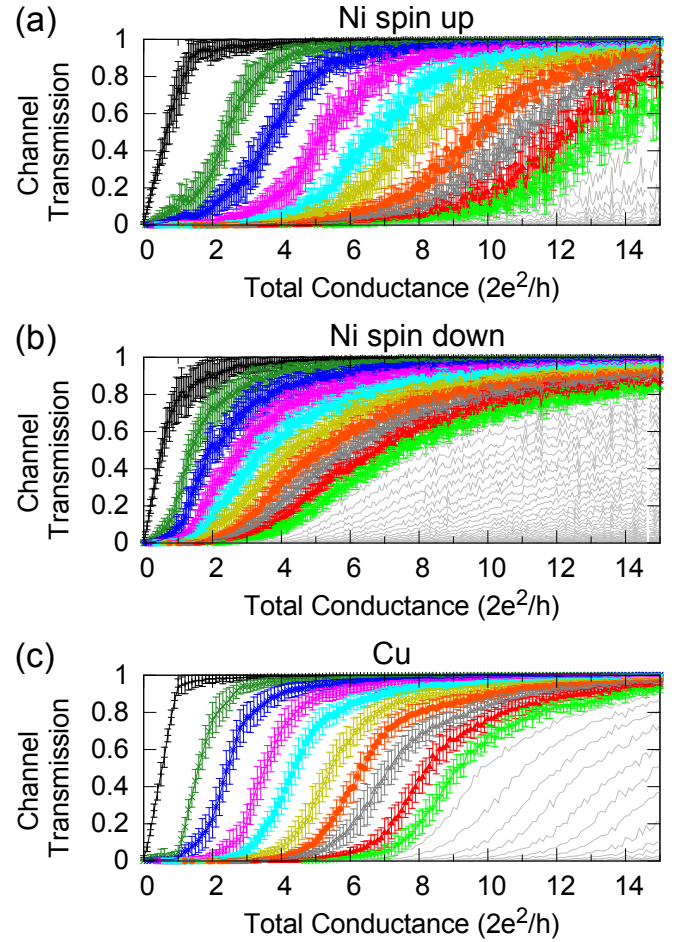 (a) Ni spin up
1
0.8
0.6
0.4
0.2
0
Channel
Transmission
0 2 4 6 8 10 12 14
Total Conductance (2e²/h)
(b) Ni spin down
1
0.8
0.6
0.4
0.2
0
Channel
Transmission
0 2 4 6 8 10 12 14
Total Conductance (2e²/h)
(c) Cu
1
0.8
0.6
0.4
0.2
0
Channel
Transmission
0 2 4 6 8 10 12 14
Total Conductance (2e²/h)